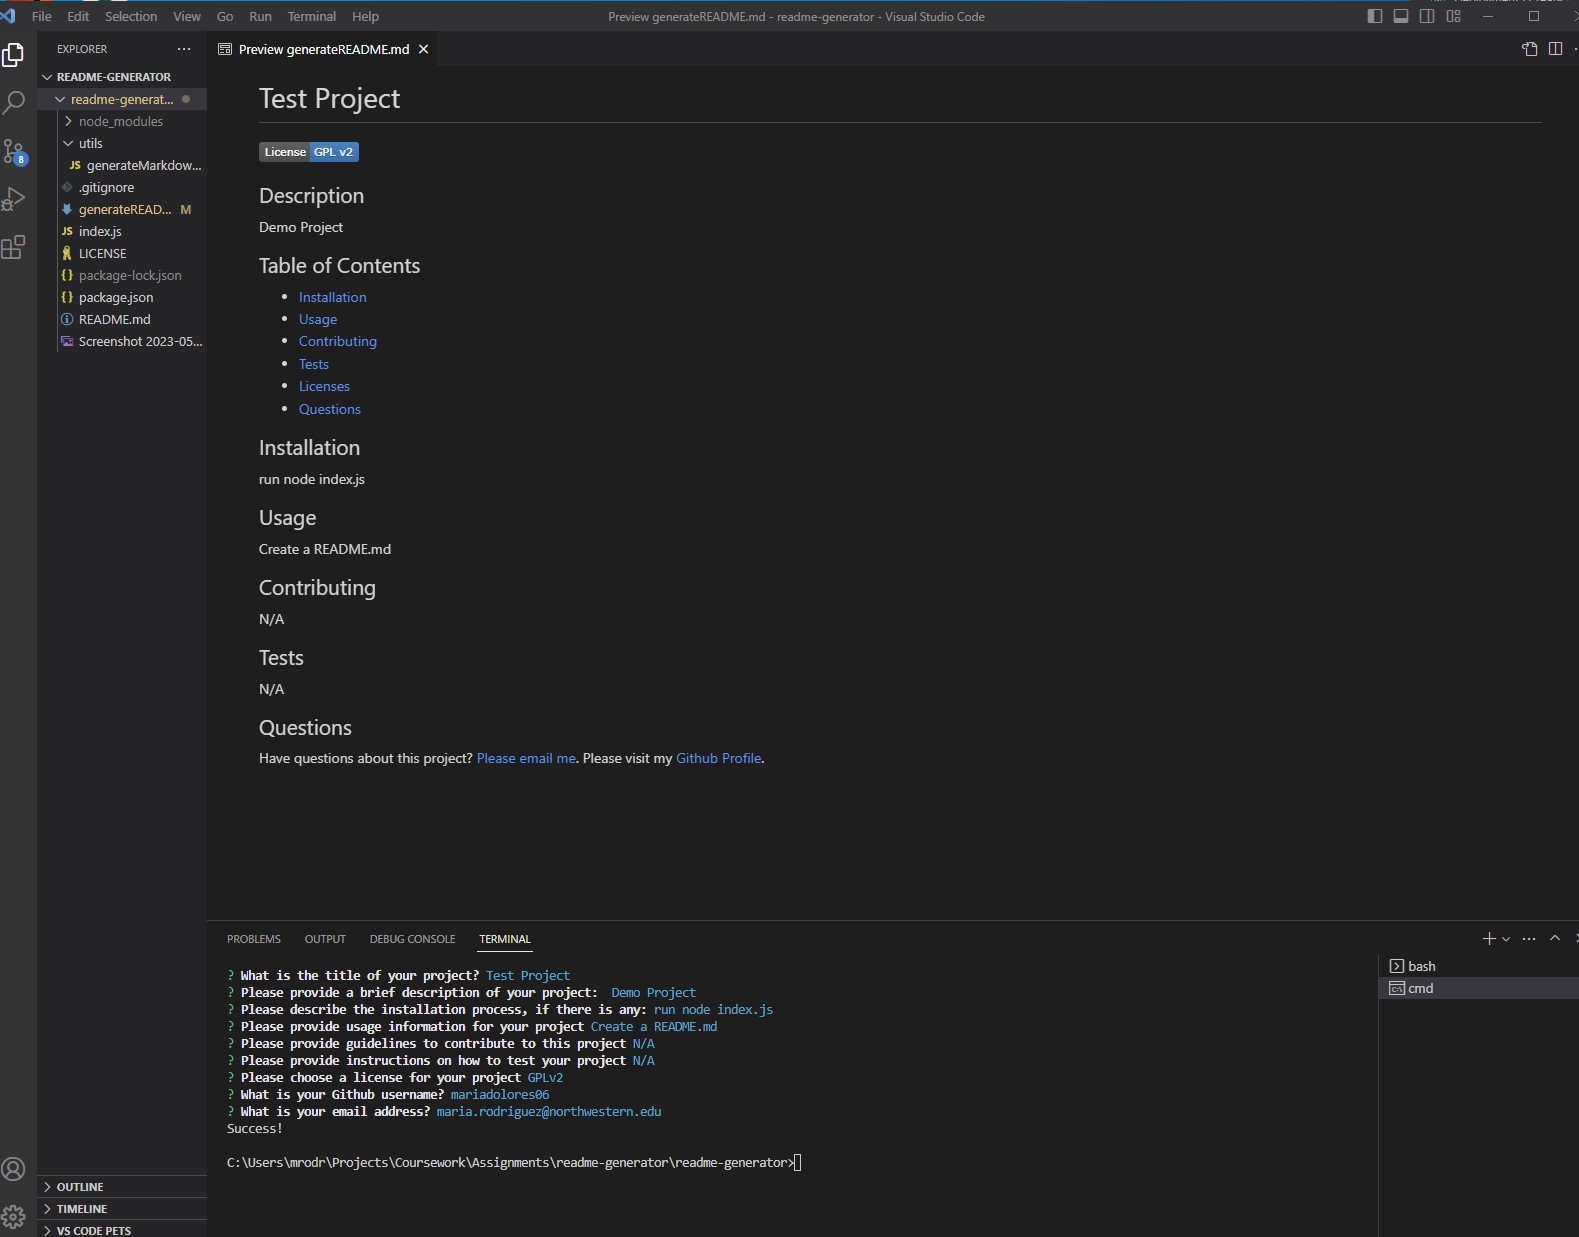 File Edit Selection View Go Run Terminal Help
Preview generateREADME.md - readme-generator - Visual Studio Code
EXPLORER
README-GENERATOR
readme-generat...
node_modules
utils
JS generateMarkdow...
.gitignore
generateREAD... M
JS index.js
LICENSE
{} package-lock.json
{} package.json
README.md
Screenshot 2023-05...
8
OUTLINE
TIMELINE
VS CODE PETS
Preview generateREADME.md
Test Project
License GPL v2
Description
Demo Project
Table of Contents
• Installation
• Usage
• Contributing
• Tests
• Licenses
• Questions
Installation
run node index.js
Usage
Create a README.md
Contributing
N/A
Tests
N/A
Questions
Have questions about this project? Please email me. Please visit my Github Profile.
PROBLEMS OUTPUT DEBUG CONSOLE TERMINAL
? What is the title of your project? Test Project
? Please provide a brief description of your project:  Demo Project
? Please describe the installation process, if there is any: run node index.js
? Please provide usage information for your project Create a README.md
? Please provide guidelines to contribute to this project N/A
? Please provide instructions on how to test your project N/A
? Please choose a license for your project GPLv2
? What is your Github username? mariadolores06
? What is your email address? maria.rodriguez@northwestern.edu
Success!
C:\Users\mrodr\Projects\Coursework\Assignments\readme-generator\readme-generator>
bash
cmd